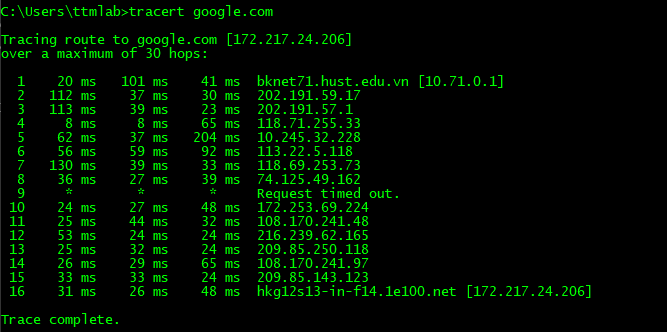 C:\Users\ttmlab>tracert google.com
Tracing route to google.com [172.217.24.206]
over a maximum of 30 hops:
  1    20 ms   101 ms    41 ms  bknet71.hust.edu.vn [10.71.0.1]
  2   112 ms    37 ms    30 ms  202.191.59.17
  3   113 ms    39 ms    23 ms  202.191.57.1
  4     8 ms     8 ms    65 ms  118.71.255.33
  5    62 ms    37 ms   204 ms  10.245.32.228
  6    56 ms    59 ms    92 ms  113.22.5.118
  7   130 ms    39 ms    33 ms  118.69.253.73
  8    36 ms    27 ms    39 ms  74.125.49.162
  9     *        *        *     Request timed out.
 10    24 ms    27 ms    48 ms  172.253.69.224
 11    25 ms    44 ms    32 ms  108.170.241.48
 12    53 ms    24 ms    24 ms  216.239.62.165
 13    25 ms    32 ms    24 ms  209.85.250.118
 14    26 ms    29 ms    65 ms  108.170.241.97
 15    33 ms    33 ms    24 ms  209.85.143.123
 16    31 ms    26 ms    48 ms  hkg12s13-in-f14.1e100.net [172.217.24.206]
Trace complete.